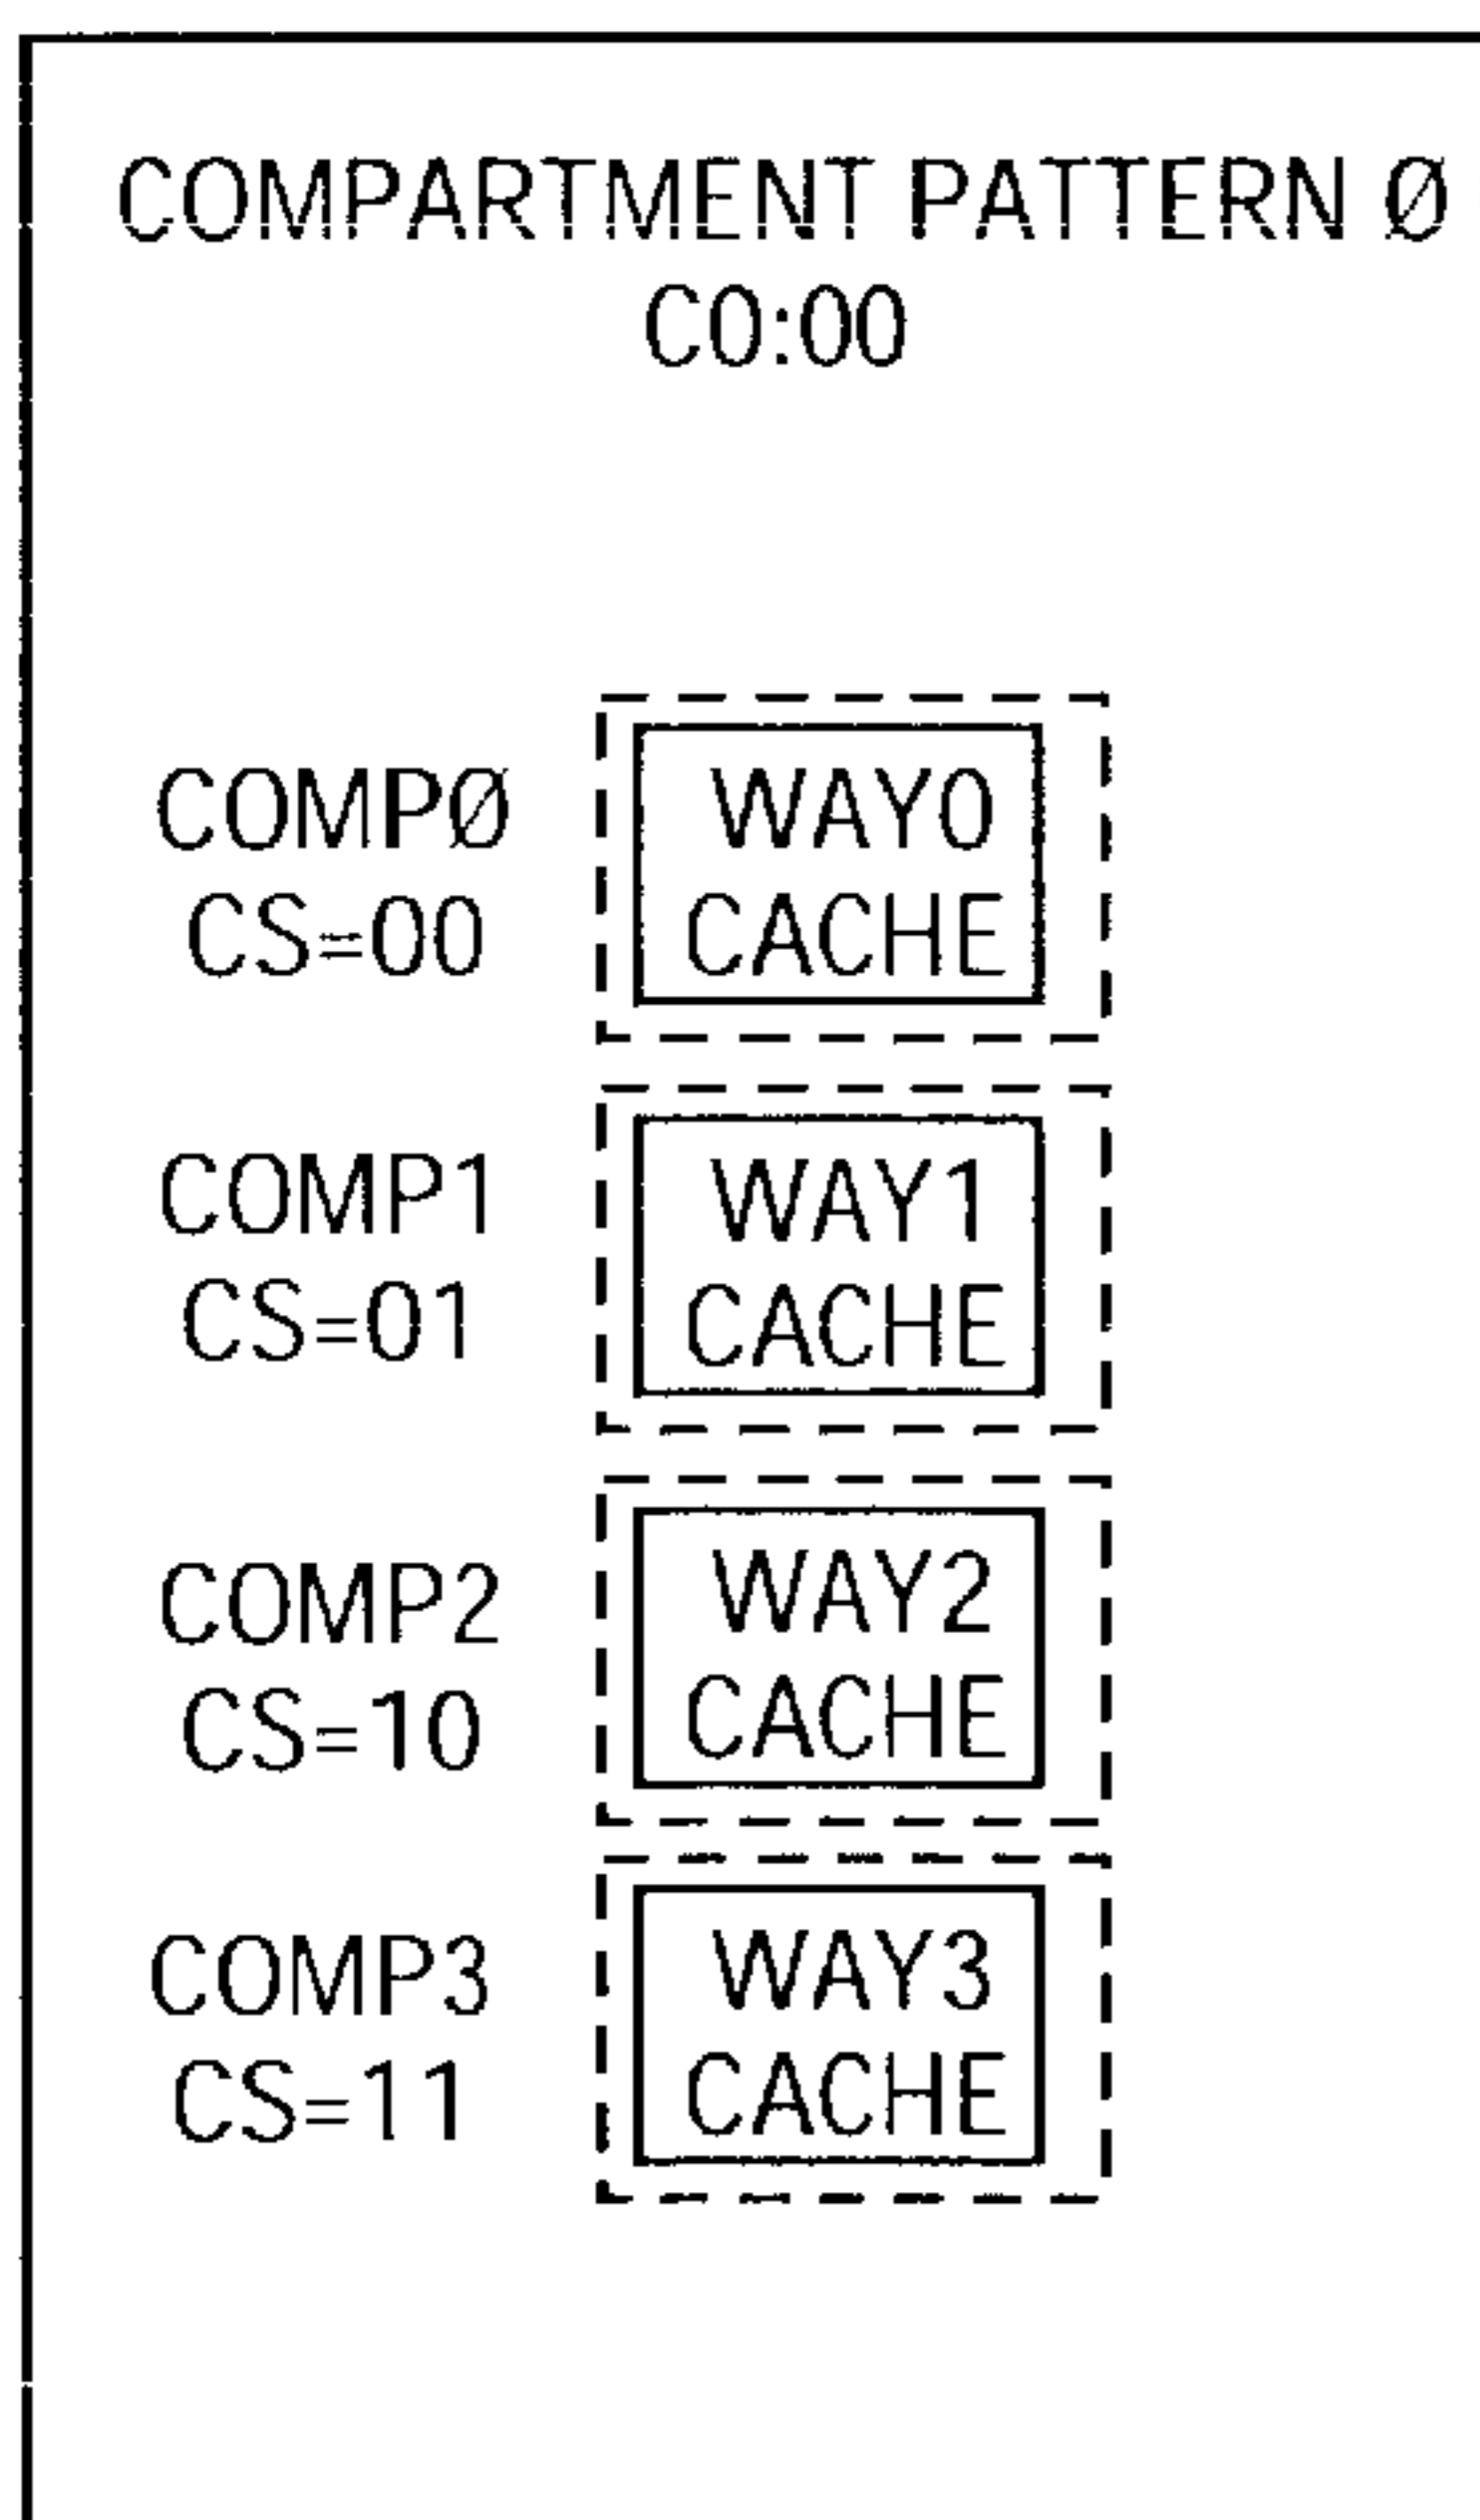 COMPARTMENT PATTERN Ø
C0:00
COMPØ
CS=00
WAY0
CACHE
COMP1
CS=01
WAY1
CACHE
COMP2
CS=10
WAY2
CACHE
COMP3
CS=11
WAY3
CACHE